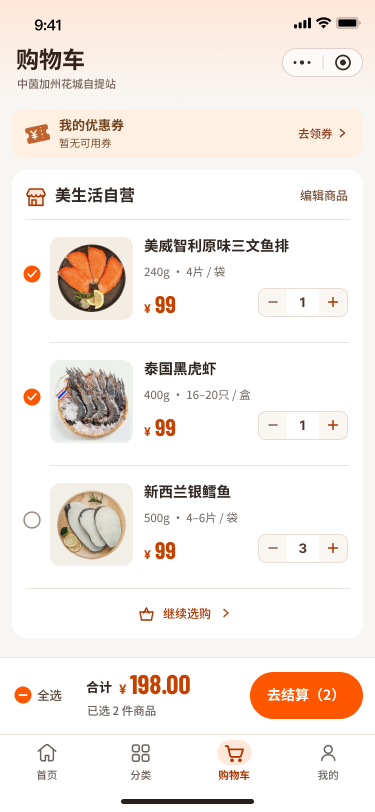 9:41
购物车
中茵加州花城自提站
我的优惠券
暂无可用券
去领券
美生活自营
编辑商品
美威智利原味三文鱼排
240g · 4片 / 袋
¥ 99
1
泰国黑虎虾
400g · 16–20只 / 盒
¥ 99
1
新西兰银鳕鱼
500g · 4–6片 / 袋
¥ 99
3
继续选购
全选
合计 ¥ 198.00
已选 2 件商品
去结算（2）
首页
分类
购物车
我的